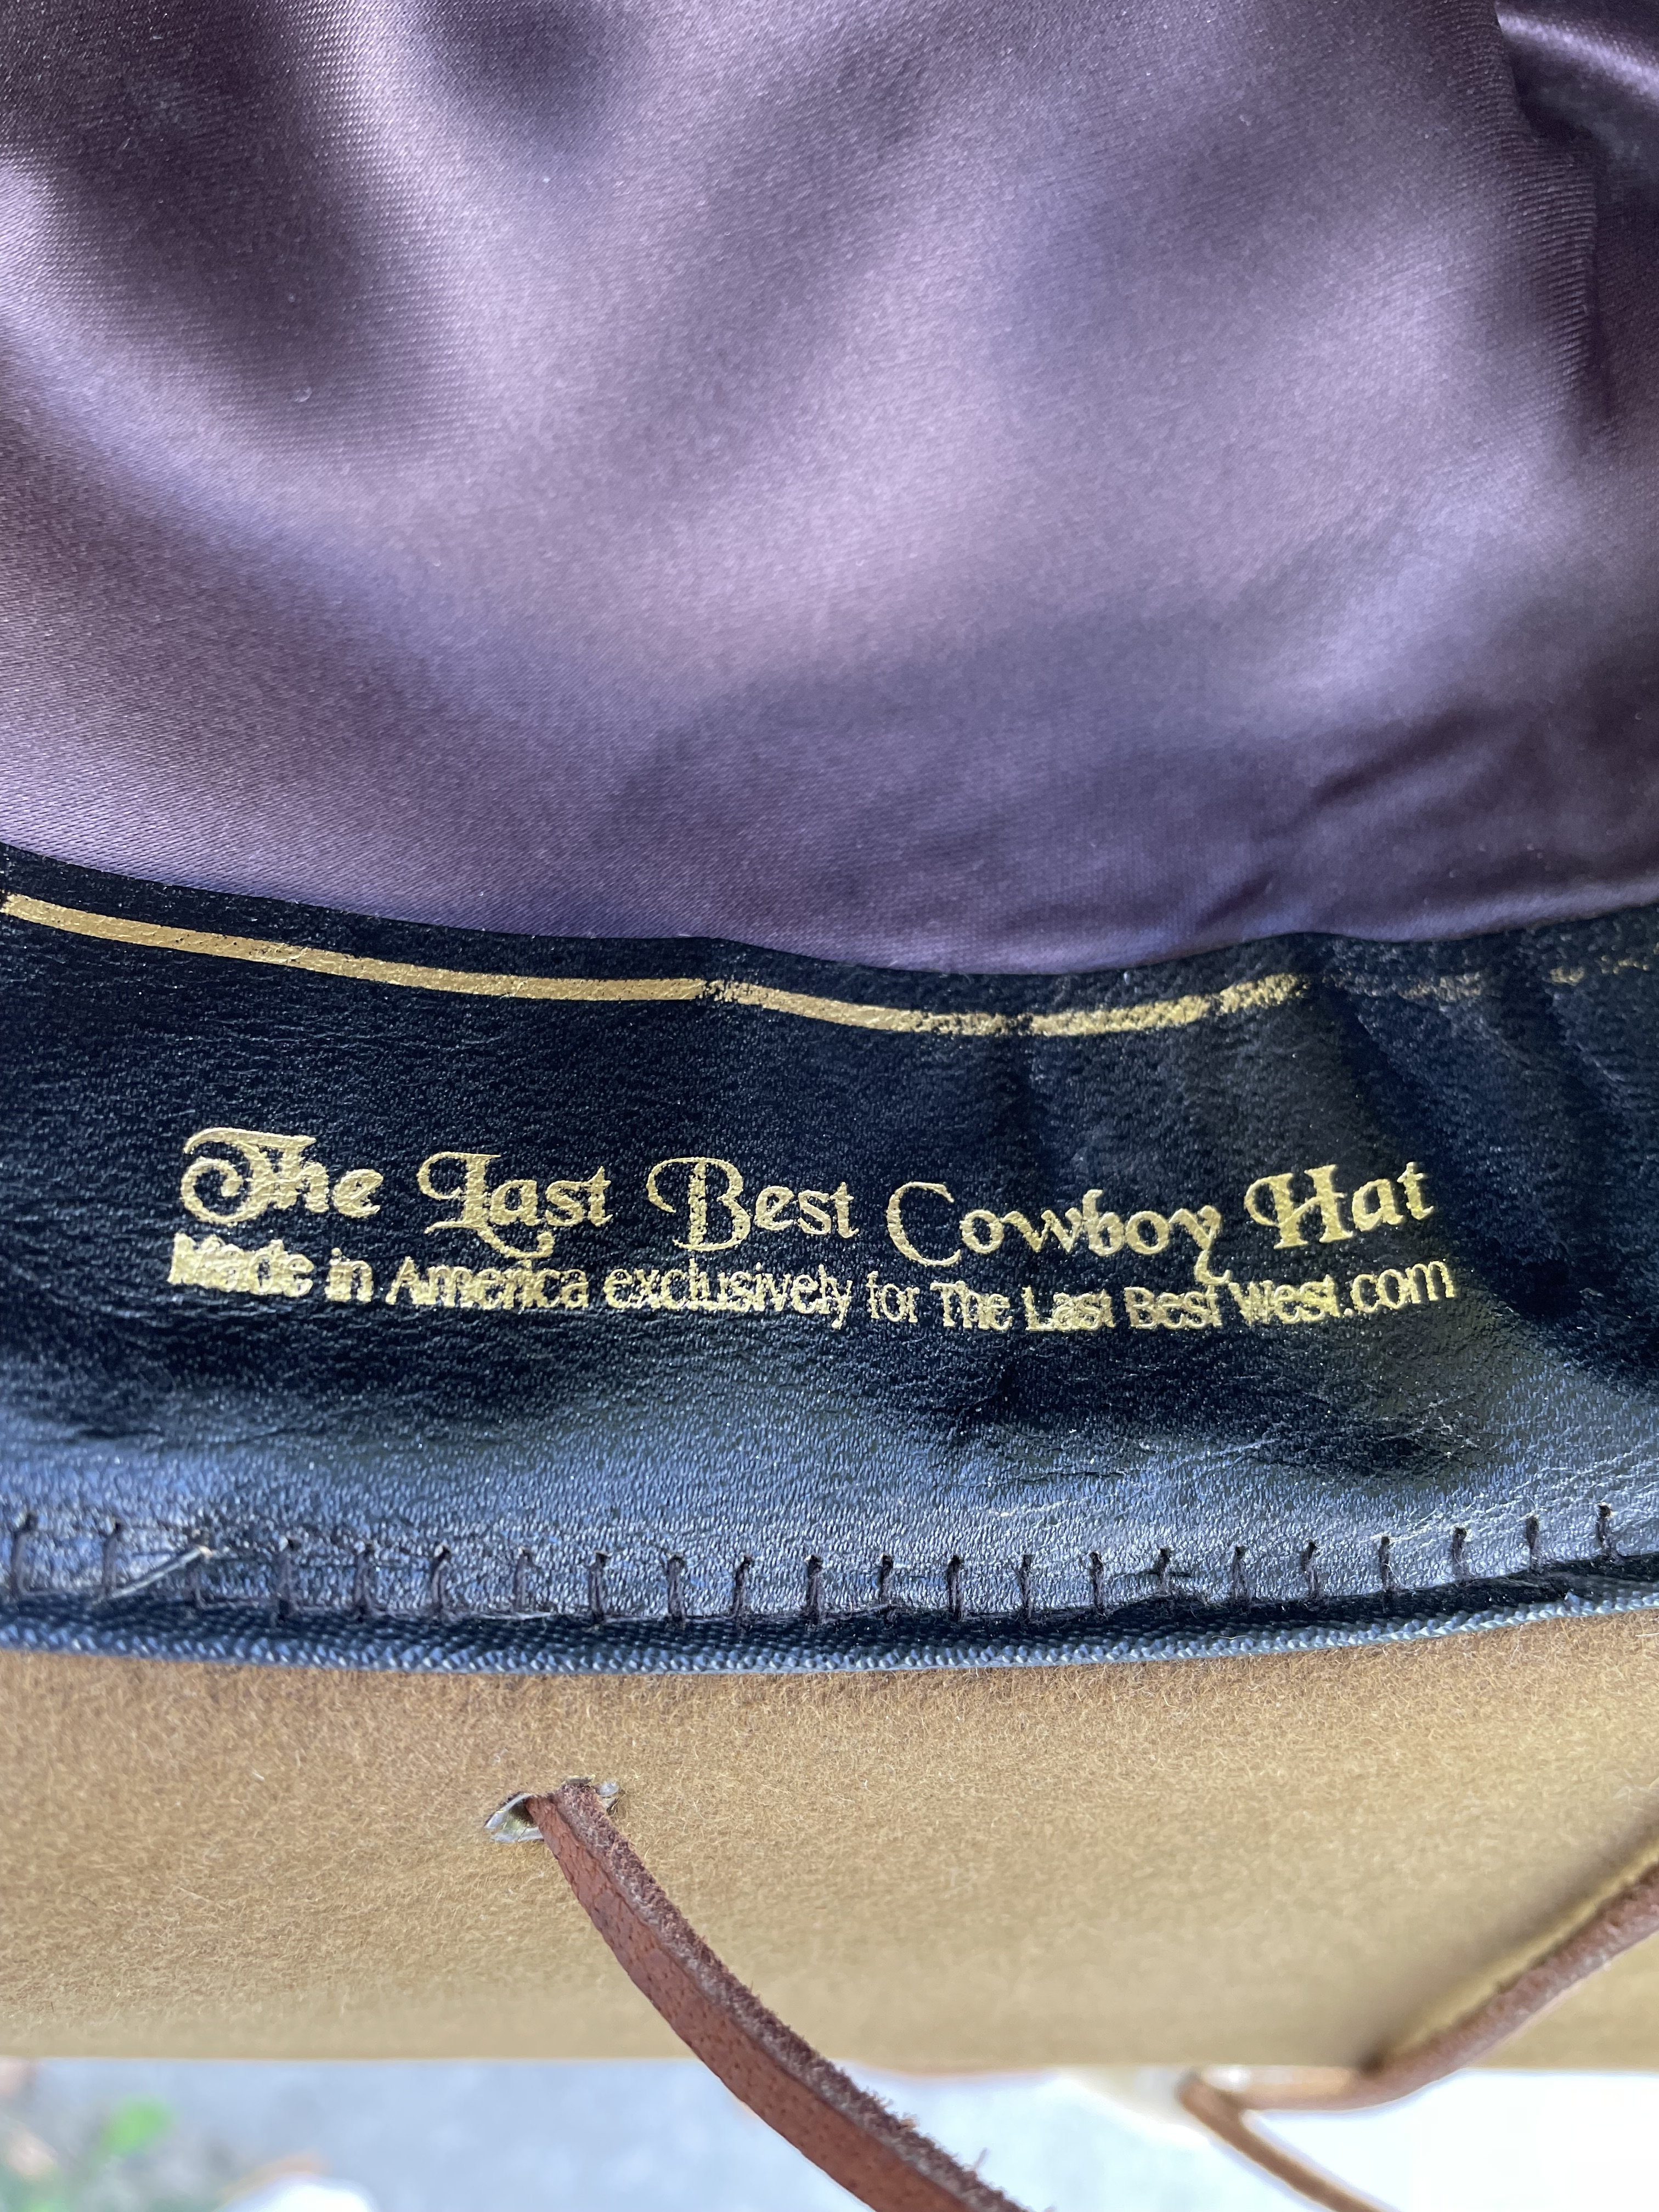 The Last Best Cowboy Hat
Made in America exclusively for The Last Best West.com